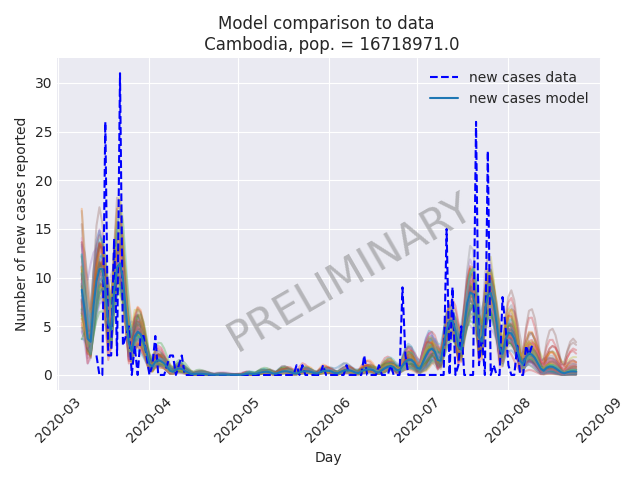 Model comparison to data
Cambodia, pop. = 16718971.0
new cases data
new cases model
Number of new cases reported
30
25
20
15
10
5
0
PRELIMINARY
2020-03
2020-04
2020-05
2020-06
2020-07
2020-08
2020-09
Day